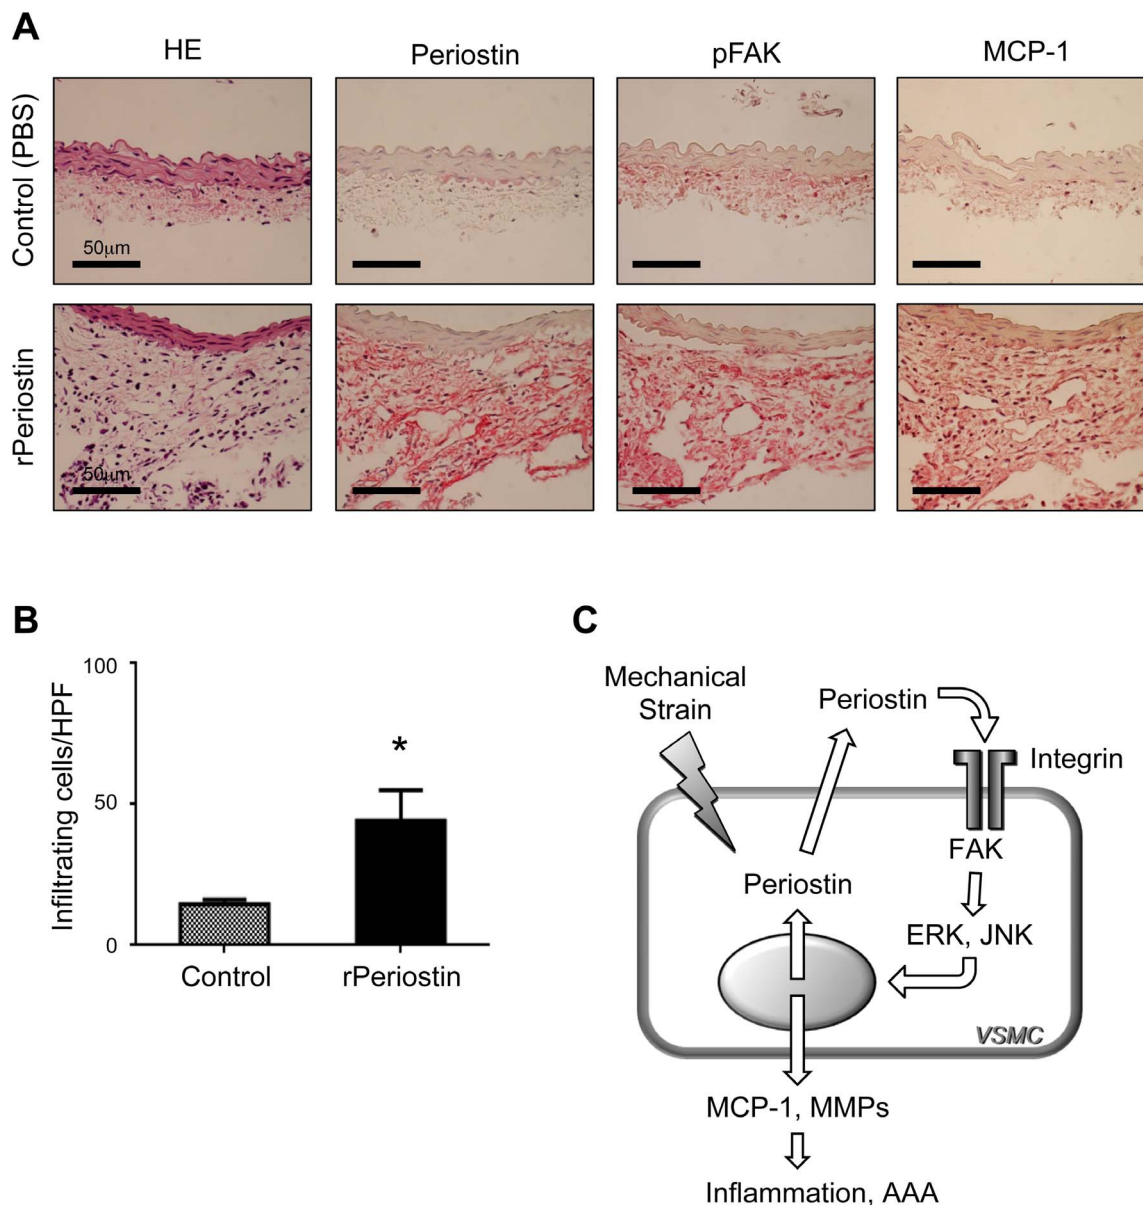 A
HE
Periostin
pFAK
MCP-1
Control (PBS)
50μm
rPeriostin
50μm
B
Infiltrating cells/HPF
100
50
0
*
Control
rPeriostin
C
Mechanical
Strain
Periostin
Integrin
FAK
Periostin
ERK, JNK
VSMC
MCP-1, MMPs
Inflammation, AAA